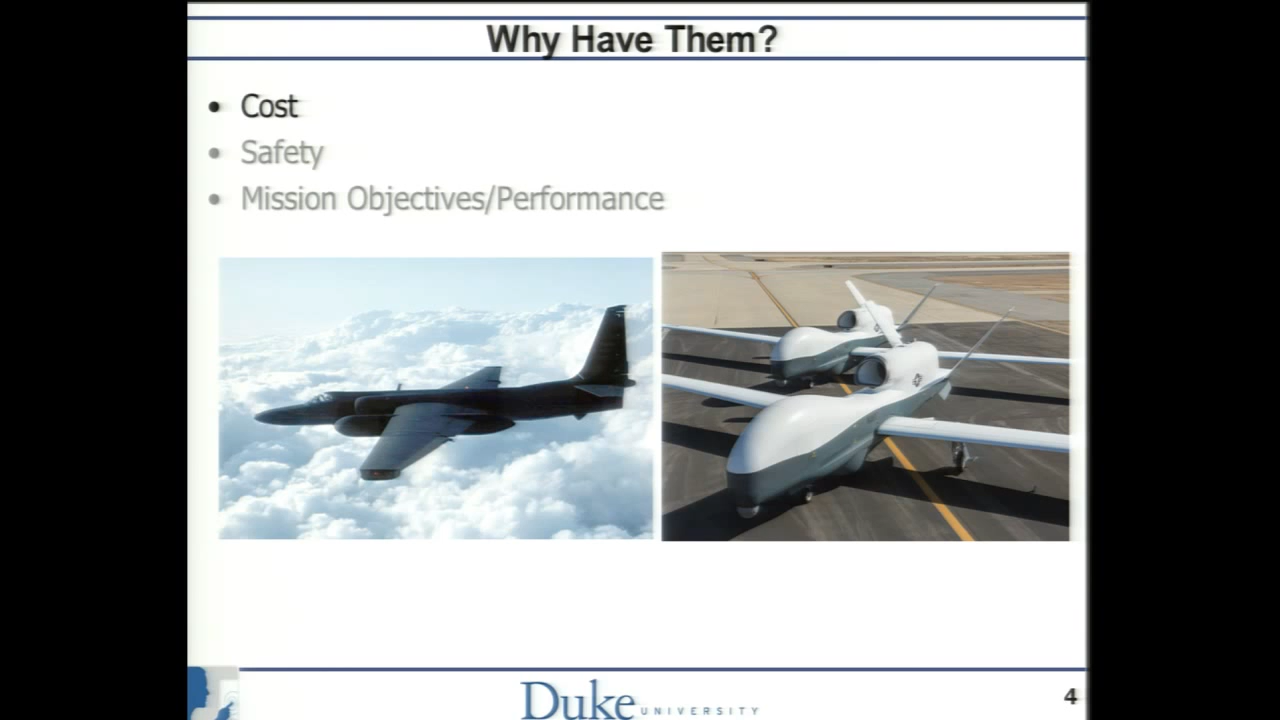 Why Have Them?
• Cost
• Safety
• Mission Objectives/Performance
Duke UNIVERSITY
4